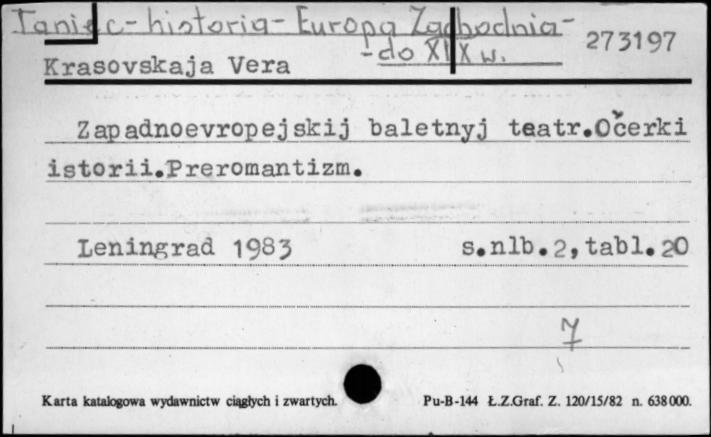 Taniec-historia-Europa Zachodnia-
-do XIX w.
273197
Krasovskaja Vera
Zapadnoevropejskij baletnyj teatr.Očerki
istorii.Preromantizm.
Leningrad 1983 s.nlb.2,tabl.20
7
Karta katalogowa wydawnictw ciągłych i zwartych. Pu-B-144 Ł.Z.Graf. Z. 120/15/82 n. 638000.